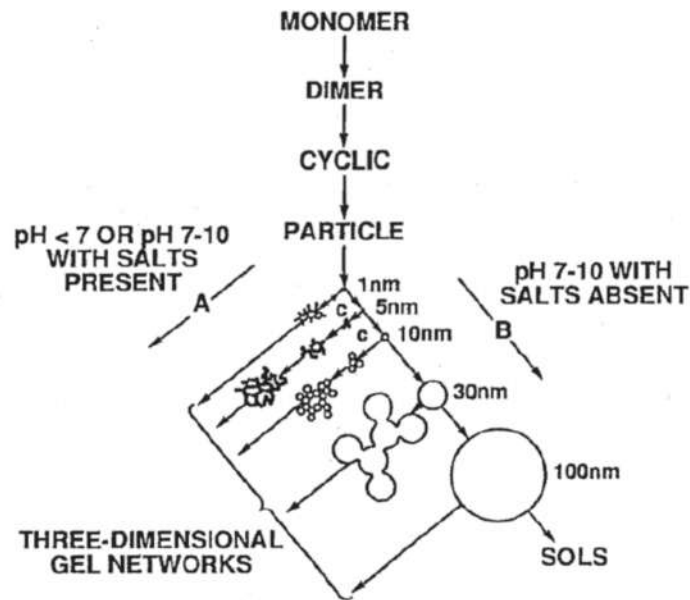 MONOMER
DIMER
CYCLIC
PARTICLE
pH < 7 OR pH 7-10
WITH SALTS
PRESENT
A
pH 7-10 WITH
SALTS ABSENT
B
1nm
C
5nm
A
C
10nm
30nm
100nm
THREE-DIMENSIONAL
GEL NETWORKS
SOLS